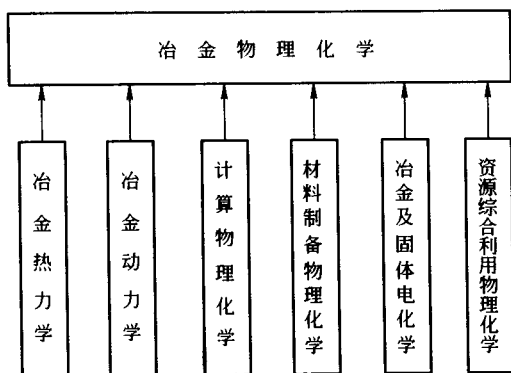 冶金物理化学
冶金热力学
冶金动力学
计算物理化学
材料制备物理化学
冶金及固体电化学
资源综合利用物理化学